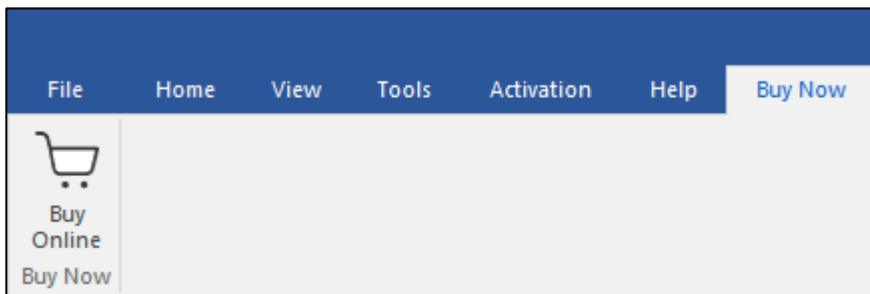 File Home View Tools Activation Help Buy Now
Buy
Online
Buy Now